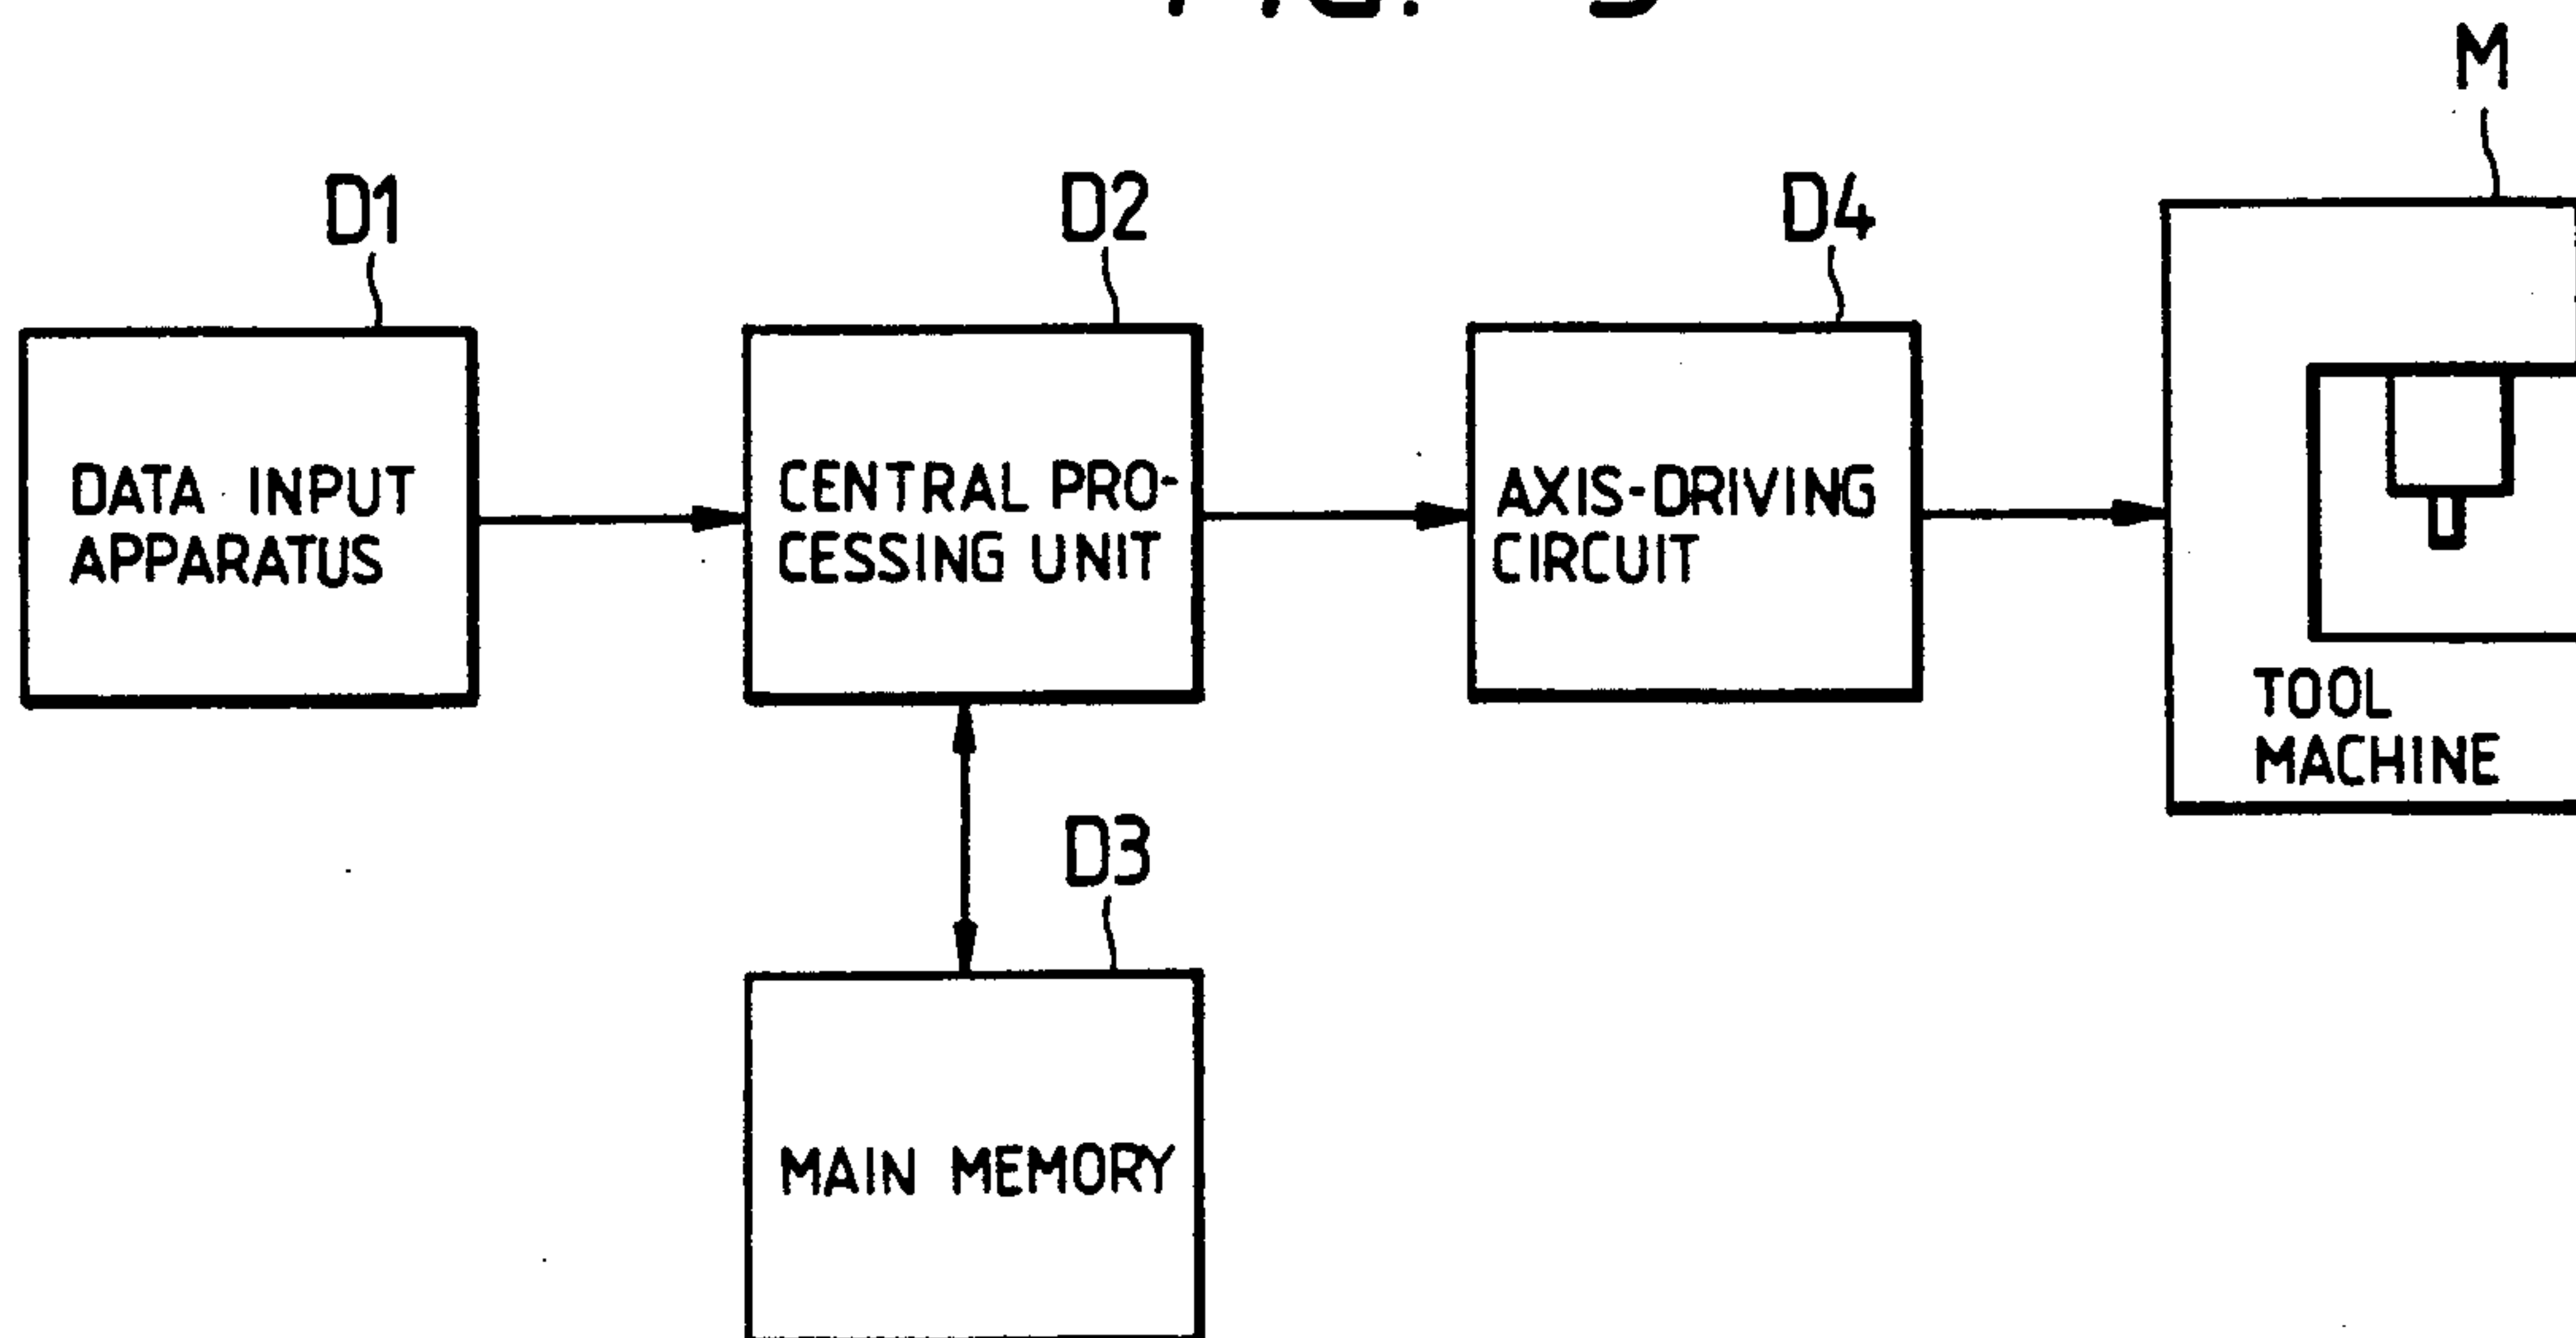 M
D1
D2
D4
DATA INPUT
APPARATUS
CENTRAL PRO-
CESSING UNIT
AXIS-DRIVING
CIRCUIT
TOOL
MACHINE
D3
MAIN MEMORY